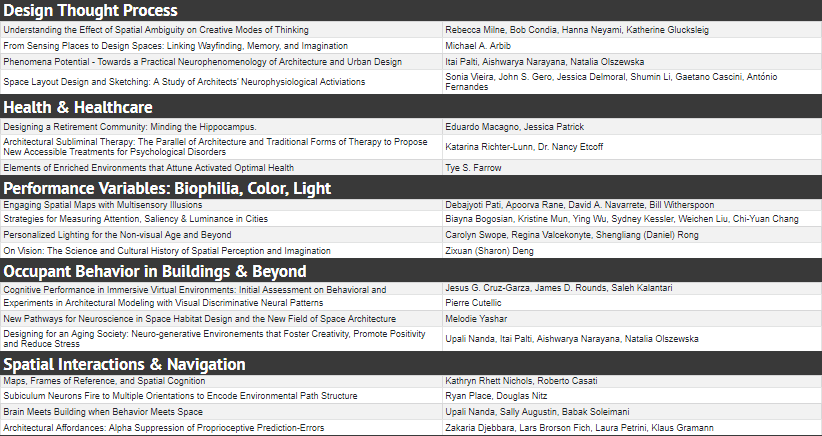 Design Thought Process
Understanding the Effect of Spatial Ambiguity on Creative Modes of Thinking
Rebecca Milne, Bob Condia, Hanna Neyami, Katherine Glucksleig
From Sensing Places to Design Spaces: Linking Wayfinding, Memory, and Imagination
Michael A. Arbib
Phenomena Potential - Towards a Practical Neurophenomenology of Architecture and Urban Design
Itai Palti, Aishwarya Narayana, Natalia Olszewska
Space Layout Design and Sketching: A Study of Architects' Neurophysiological Activiations
Sonia Vieira, John S. Gero, Jessica Delmoral, Shumin Li, Gaetano Cascini, António
Fernandes
Health & Healthcare
Designing a Retirement Community: Minding the Hippocampus.
Eduardo Macagno, Jessica Patrick
Architectural Subliminal Therapy: The Parallel of Architecture and Traditional Forms of Therapy to Propose
New Accessible Treatments for Psychological Disorders
Katarina Richter-Lunn, Dr. Nancy Etcoff
Elements of Enriched Environments that Attune Activated Optimal Health
Tye S. Farrow
Performance Variables: Biophilia, Color, Light
Engaging Spatial Maps with Multisensory Illusions
Debajyoti Pati, Apoorva Rane, David A. Navarrete, Bill Witherspoon
Strategies for Measuring Attention, Saliency & Luminance in Cities
Biayna Bogosian, Kristine Mun, Ying Wu, Sydney Kessler, Weichen Liu, Chi-Yuan Chang
Personalized Lighting for the Non-visual Age and Beyond
Carolyn Swope, Regina Valcekonyte, Shengliang (Daniel) Rong
On Vision: The Science and Cultural History of Spatial Perception and Imagination
Zixuan (Sharon) Deng
Occupant Behavior in Buildings & Beyond
Cognitive Performance in Immersive Virtual Environments: Initial Assessment on Behavioral and
Jesus G. Cruz-Garza, James D. Rounds, Saleh Kalantari
Experiments in Architectural Modeling with Visual Discriminative Neural Patterns
Pierre Cutellic
New Pathways for Neuroscience in Space Habitat Design and the New Field of Space Architecture
Melodie Yashar
Designing for an Aging Society: Neuro-generative Environements that Foster Creativity, Promote Positivity
and Reduce Stress
Upali Nanda, Itai Palti, Aishwarya Narayana, Natalia Olszewska
Spatial Interactions & Navigation
Maps, Frames of Reference, and Spatial Cognition
Kathryn Rhett Nichols, Roberto Casati
Subiculum Neurons Fire to Multiple Orientations to Encode Environmental Path Structure
Ryan Place, Douglas Nitz
Brain Meets Building when Behavior Meets Space
Upali Nanda, Sally Augustin, Babak Soleimani
Architectural Affordances: Alpha Suppression of Proprioceptive Prediction-Errors
Zakaria Djebbara, Lars Brorson Fich, Laura Petrini, Klaus Gramann